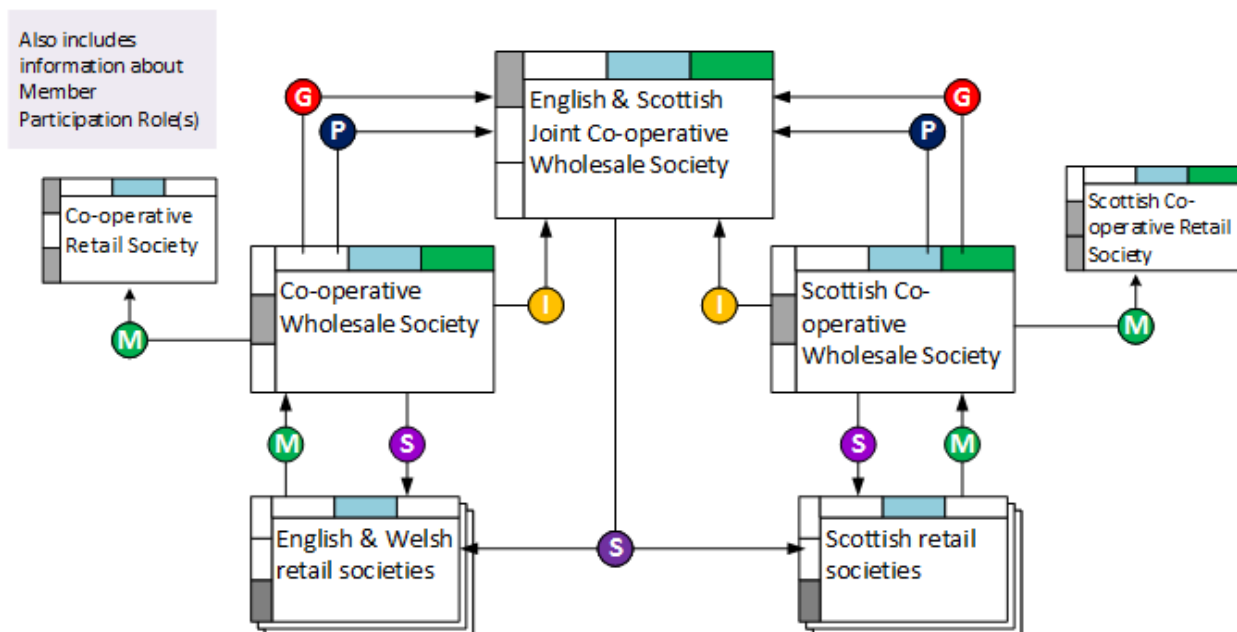 Also includes
information about
Member
Participation Role(s)
G
P
English & Scottish
Joint Co-operative
Wholesale Society
G
P
Co-operative
Retail Society
Scottish Co-
operative Retail
Society
M
Co-operative
Wholesale Society
I
I
Scottish Co-
operative
Wholesale Society
M
M
S
S
M
English & Welsh
retail societies
S
Scottish retail
societies